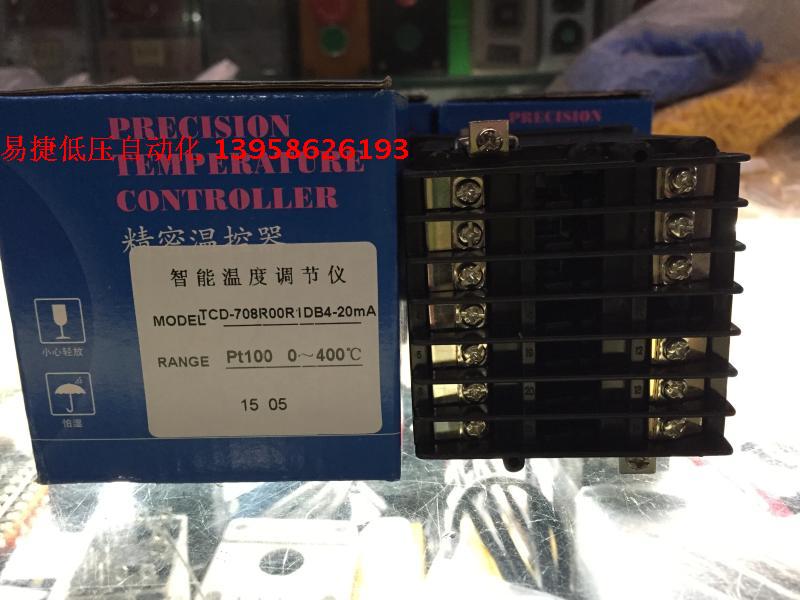 PRECISION
易捷低压自动化 13958626193
TEMPERATURE
CONTROLLER
精密温控器
智能温度调节仪
MODEL TCD-708R00R1DB4-20mA
RANGE Pt100 0～400℃
15 05
小心轻放
怕湿
PRECISION